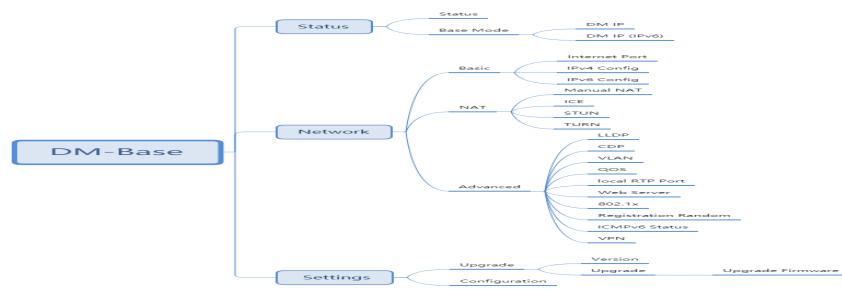 DM-Base
Status
Status
Base Mode
DM IP
DM IP (IPv6)
Network
Basic
Internet Port
IPv4 Config
IPv6 Config
NAT
Manual NAT
ICE
STUN
TURN
Advanced
LLDP
CDP
VLAN
QOS
local RTP Port
Web Server
802.1x
Registration Random
ICMPv6 Status
VPN
Settings
Upgrade
Version
Upgrade
Upgrade Firmware
Configuration